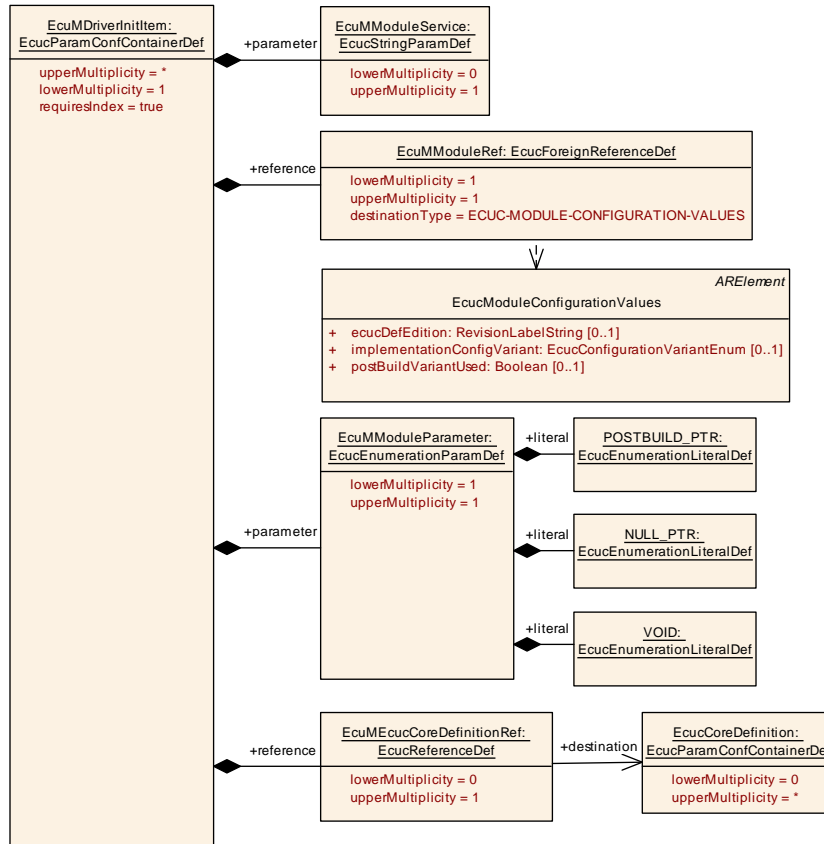 EcuMDriverInitItem:
EcucParamConfContainerDef
upperMultiplicity = *
lowerMultiplicity = 1
requiresIndex = true
+parameter
EcuMModuleService:
EcucStringParamDef
lowerMultiplicity = 0
upperMultiplicity = 1
+reference
EcuMModuleRef: EcucForeignReferenceDef
lowerMultiplicity = 1
upperMultiplicity = 1
destinationType = ECUC-MODULE-CONFIGURATION-VALUES
ARElement
EcucModuleConfigurationValues
+ ecucDefEdition: RevisionLabelString [0..1]
+ implementationConfigVariant: EcucConfigurationVariantEnum [0..1]
+ postBuildVariantUsed: Boolean [0..1]
+parameter
EcuMModuleParameter:
EcucEnumerationParamDef
lowerMultiplicity = 1
upperMultiplicity = 1
+literal
POSTBUILD_PTR:
EcucEnumerationLiteralDef
+literal
NULL_PTR:
EcucEnumerationLiteralDef
+literal
VOID:
EcucEnumerationLiteralDef
+reference
EcuMEcucCoreDefinitionRef:
EcucReferenceDef
lowerMultiplicity = 0
upperMultiplicity = 1
+destination
EcucCoreDefinition:
EcucParamConfContainerDe
lowerMultiplicity = 0
upperMultiplicity = *